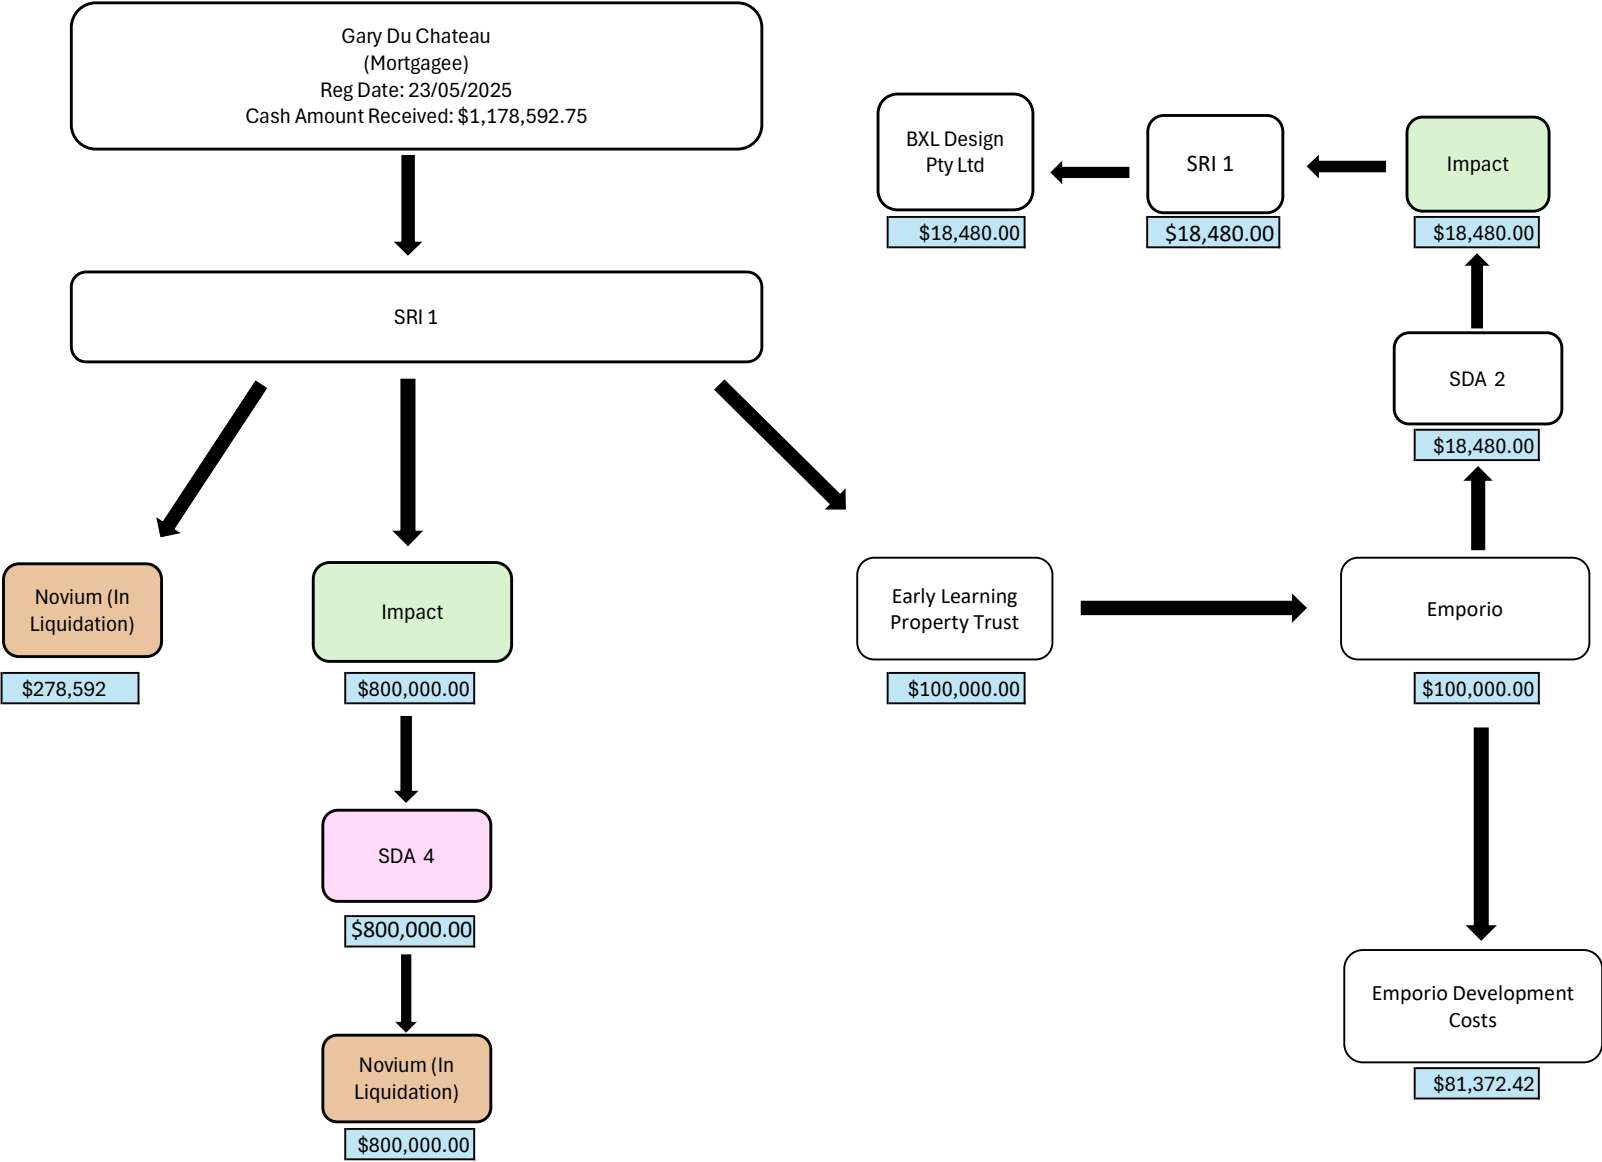 Gary Du Chateau
(Mortgagee)
Reg Date: 23/05/2025
Cash Amount Received: $1,178,592.75
BXL Design
Pty Ltd
$18,480.00
SRI 1
$18,480.00
Impact
$18,480.00
SRI 1
SDA 2
$18,480.00
Novium (In
Liquidation)
$278,592
Impact
$800,000.00
Early Learning
Property Trust
$100,000.00
Emporio
$100,000.00
SDA 4
$800,000.00
Emporio Development
Costs
$81,372.42
Novium (In
Liquidation)
$800,000.00